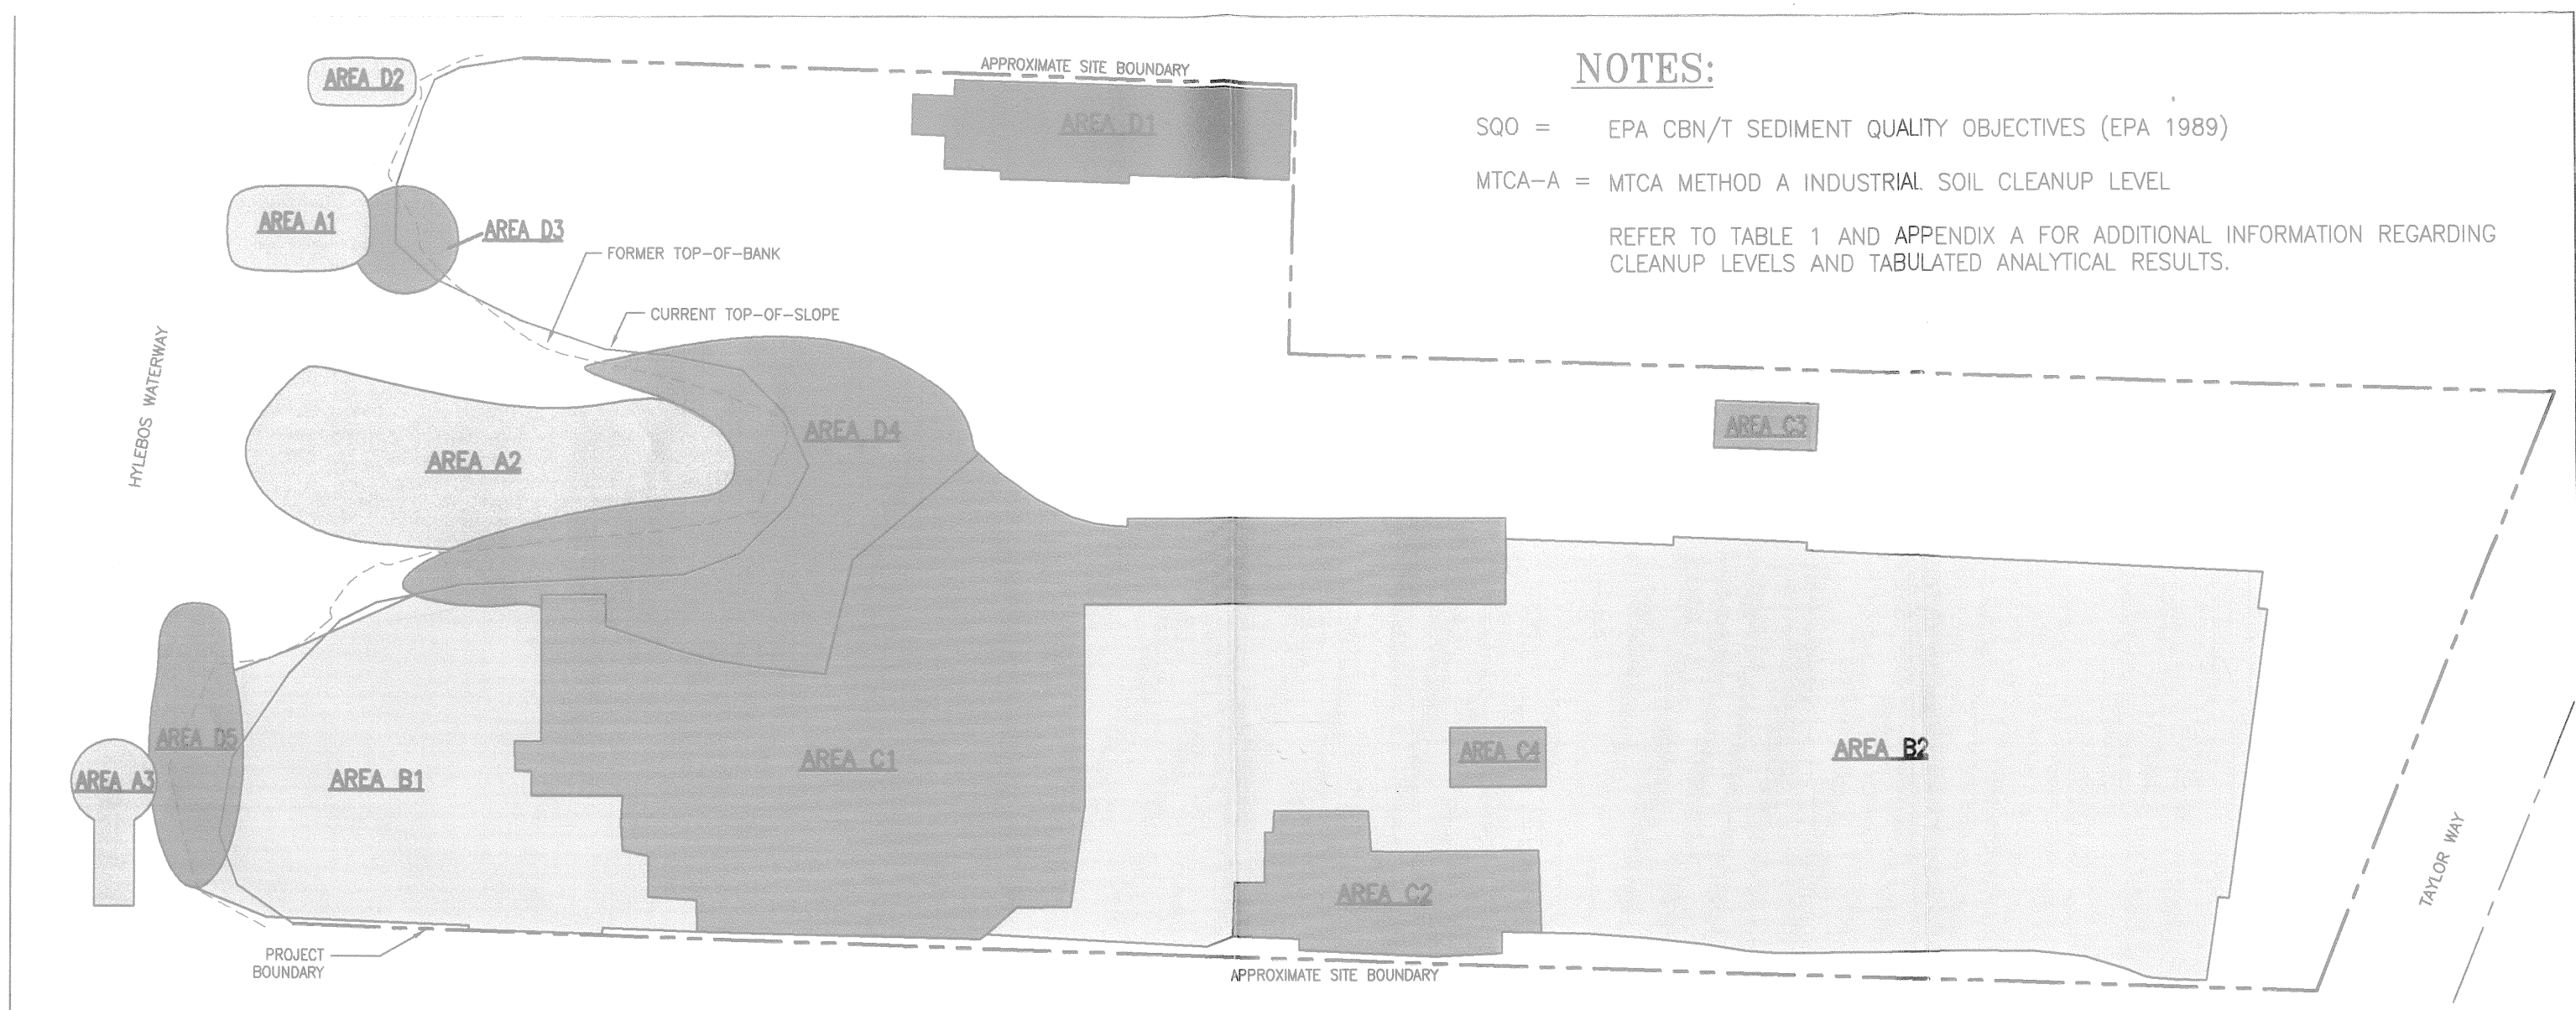 NOTES:
SQO = EPA CBN/T SEDIMENT QUALITY OBJECTIVES (EPA 1989)
MTCA-A = MTCA METHOD A INDUSTRIAL SOIL CLEANUP LEVEL
REFER TO TABLE 1 AND APPENDIX A FOR ADDITIONAL INFORMATION REGARDING
CLEANUP LEVELS AND TABULATED ANALYTICAL RESULTS.
APPROXIMATE SITE BOUNDARY
AREA D2
AREA D1
AREA A1
AREA D3
FORMER TOP-OF-BANK
CURRENT TOP-OF-SLOPE
HYLEBOS WATERWAY
AREA A2
AREA D4
AREA C3
AREA D5
AREA A3
AREA B1
AREA C1
AREA C4
AREA B2
AREA C2
TAYLOR WAY
PROJECT
BOUNDARY
APPROXIMATE SITE BOUNDARY